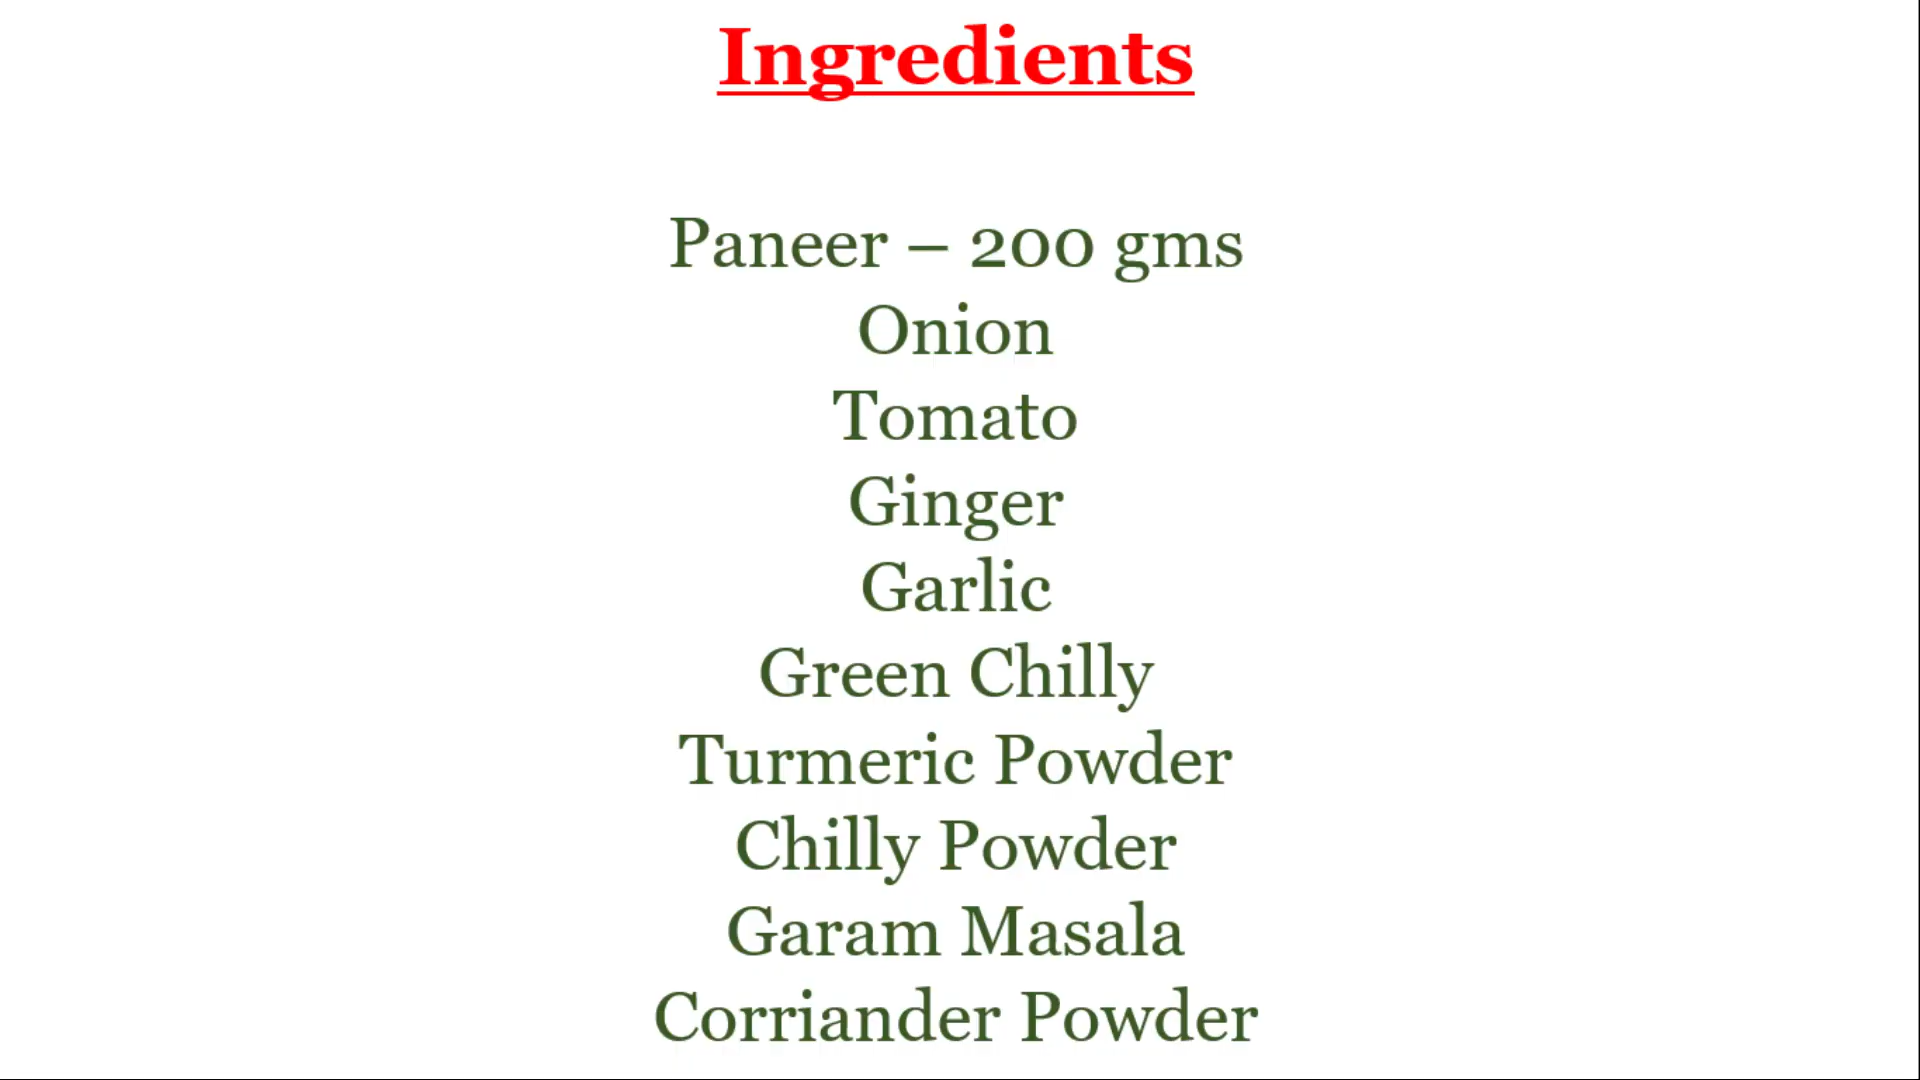 Ingredients
Paneer – 200 gms
Onion
Tomato
Ginger
Garlic
Green Chilly
Turmeric Powder
Chilly Powder
Garam Masala
Corriander Powder